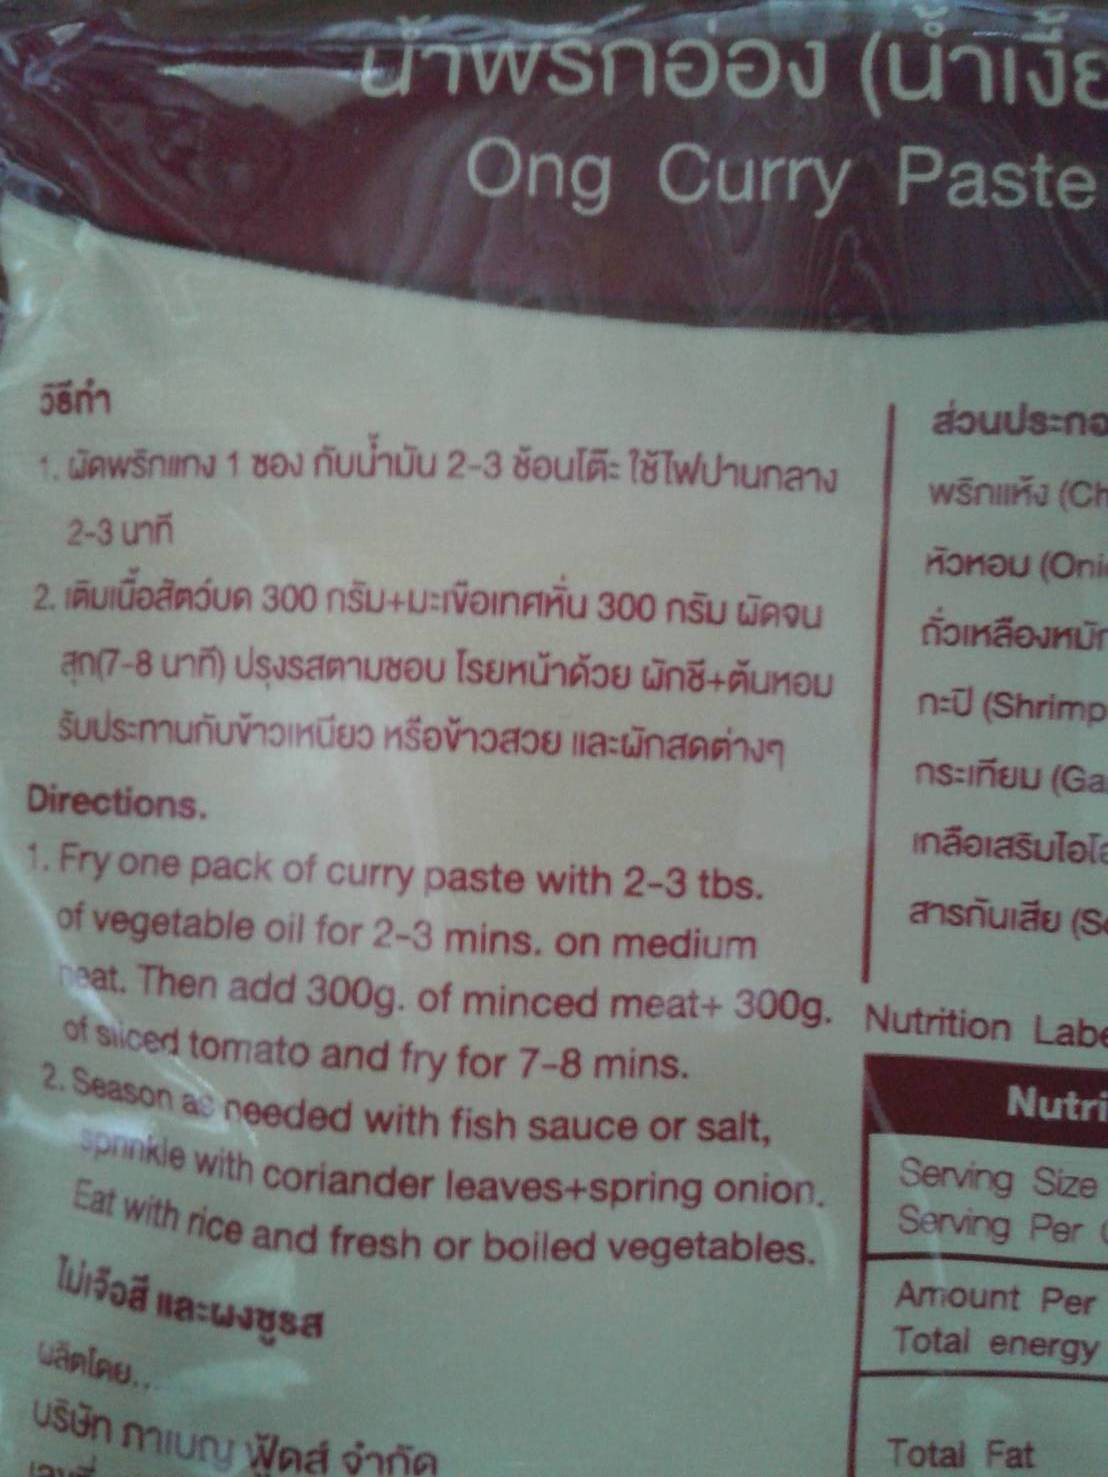 น้ำพริกอ่อง (น้ำเงี้ย
Ong Curry Paste
วิธีทำ
1. ผัดพริกแกง 1 ซอง กับน้ำมัน 2-3 ช้อนโต๊ะ ใช้ไฟปานกลาง
2-3 นาที
2. เติมเนื้อสัตว์บด 300 กรัม+มะเขือเทศหั่น 300 กรัม ผัดจน
สุก(7-8 นาที) ปรุงรสตามชอบ โรยหน้าด้วย ผักชี+ต้นหอม
รับประทานกับข้าวเหนียว หรือข้าวสวย และผักสดต่างๆ
Directions.
1. Fry one pack of curry paste with 2-3 tbs.
of vegetable oil for 2-3 mins. on medium
heat. Then add 300g. of minced meat+ 300g.
of sliced tomato and fry for 7-8 mins.
2. Season as needed with fish sauce or salt,
sprinkle with coriander leaves+spring onion.
Eat with rice and fresh or boiled vegetables.
ไม่เจือสี และผงชูรส
ผลิตโดย...
บริษัท กาเบญ ฟู้ดส์ จำกัด
ส่วนประกอ
พริกแห้ง (Ch
หัวหอม (Oni
ถั่วเหลืองหมัก
กะปิ (Shrimp
กระเทียม (Ga
เกลือเสริมไอโอ
สารกันเสีย (So
Nutrition Labe
Nutri
Serving Size
Serving Per
Amount Per
Total energy
Total Fat